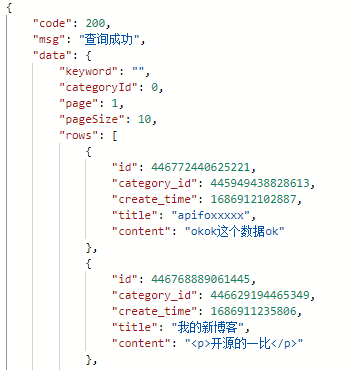 {
"code": 200,
"msg": "查询成功",
"data": {
"keyword": "",
"categoryId": 0,
"page": 1,
"pageSize": 10,
"rows": [
{
"id": 446772440625221,
"category_id": 445949438828613,
"create_time": 1686912102887,
"title": "apifoxxxxx",
"content": "okok这个数据ok"
},
{
"id": 446768889061445,
"category_id": 446629194465349,
"create_time": 1686911235806,
"title": "我的新博客",
"content": "<p>开源的一比</p>"
},